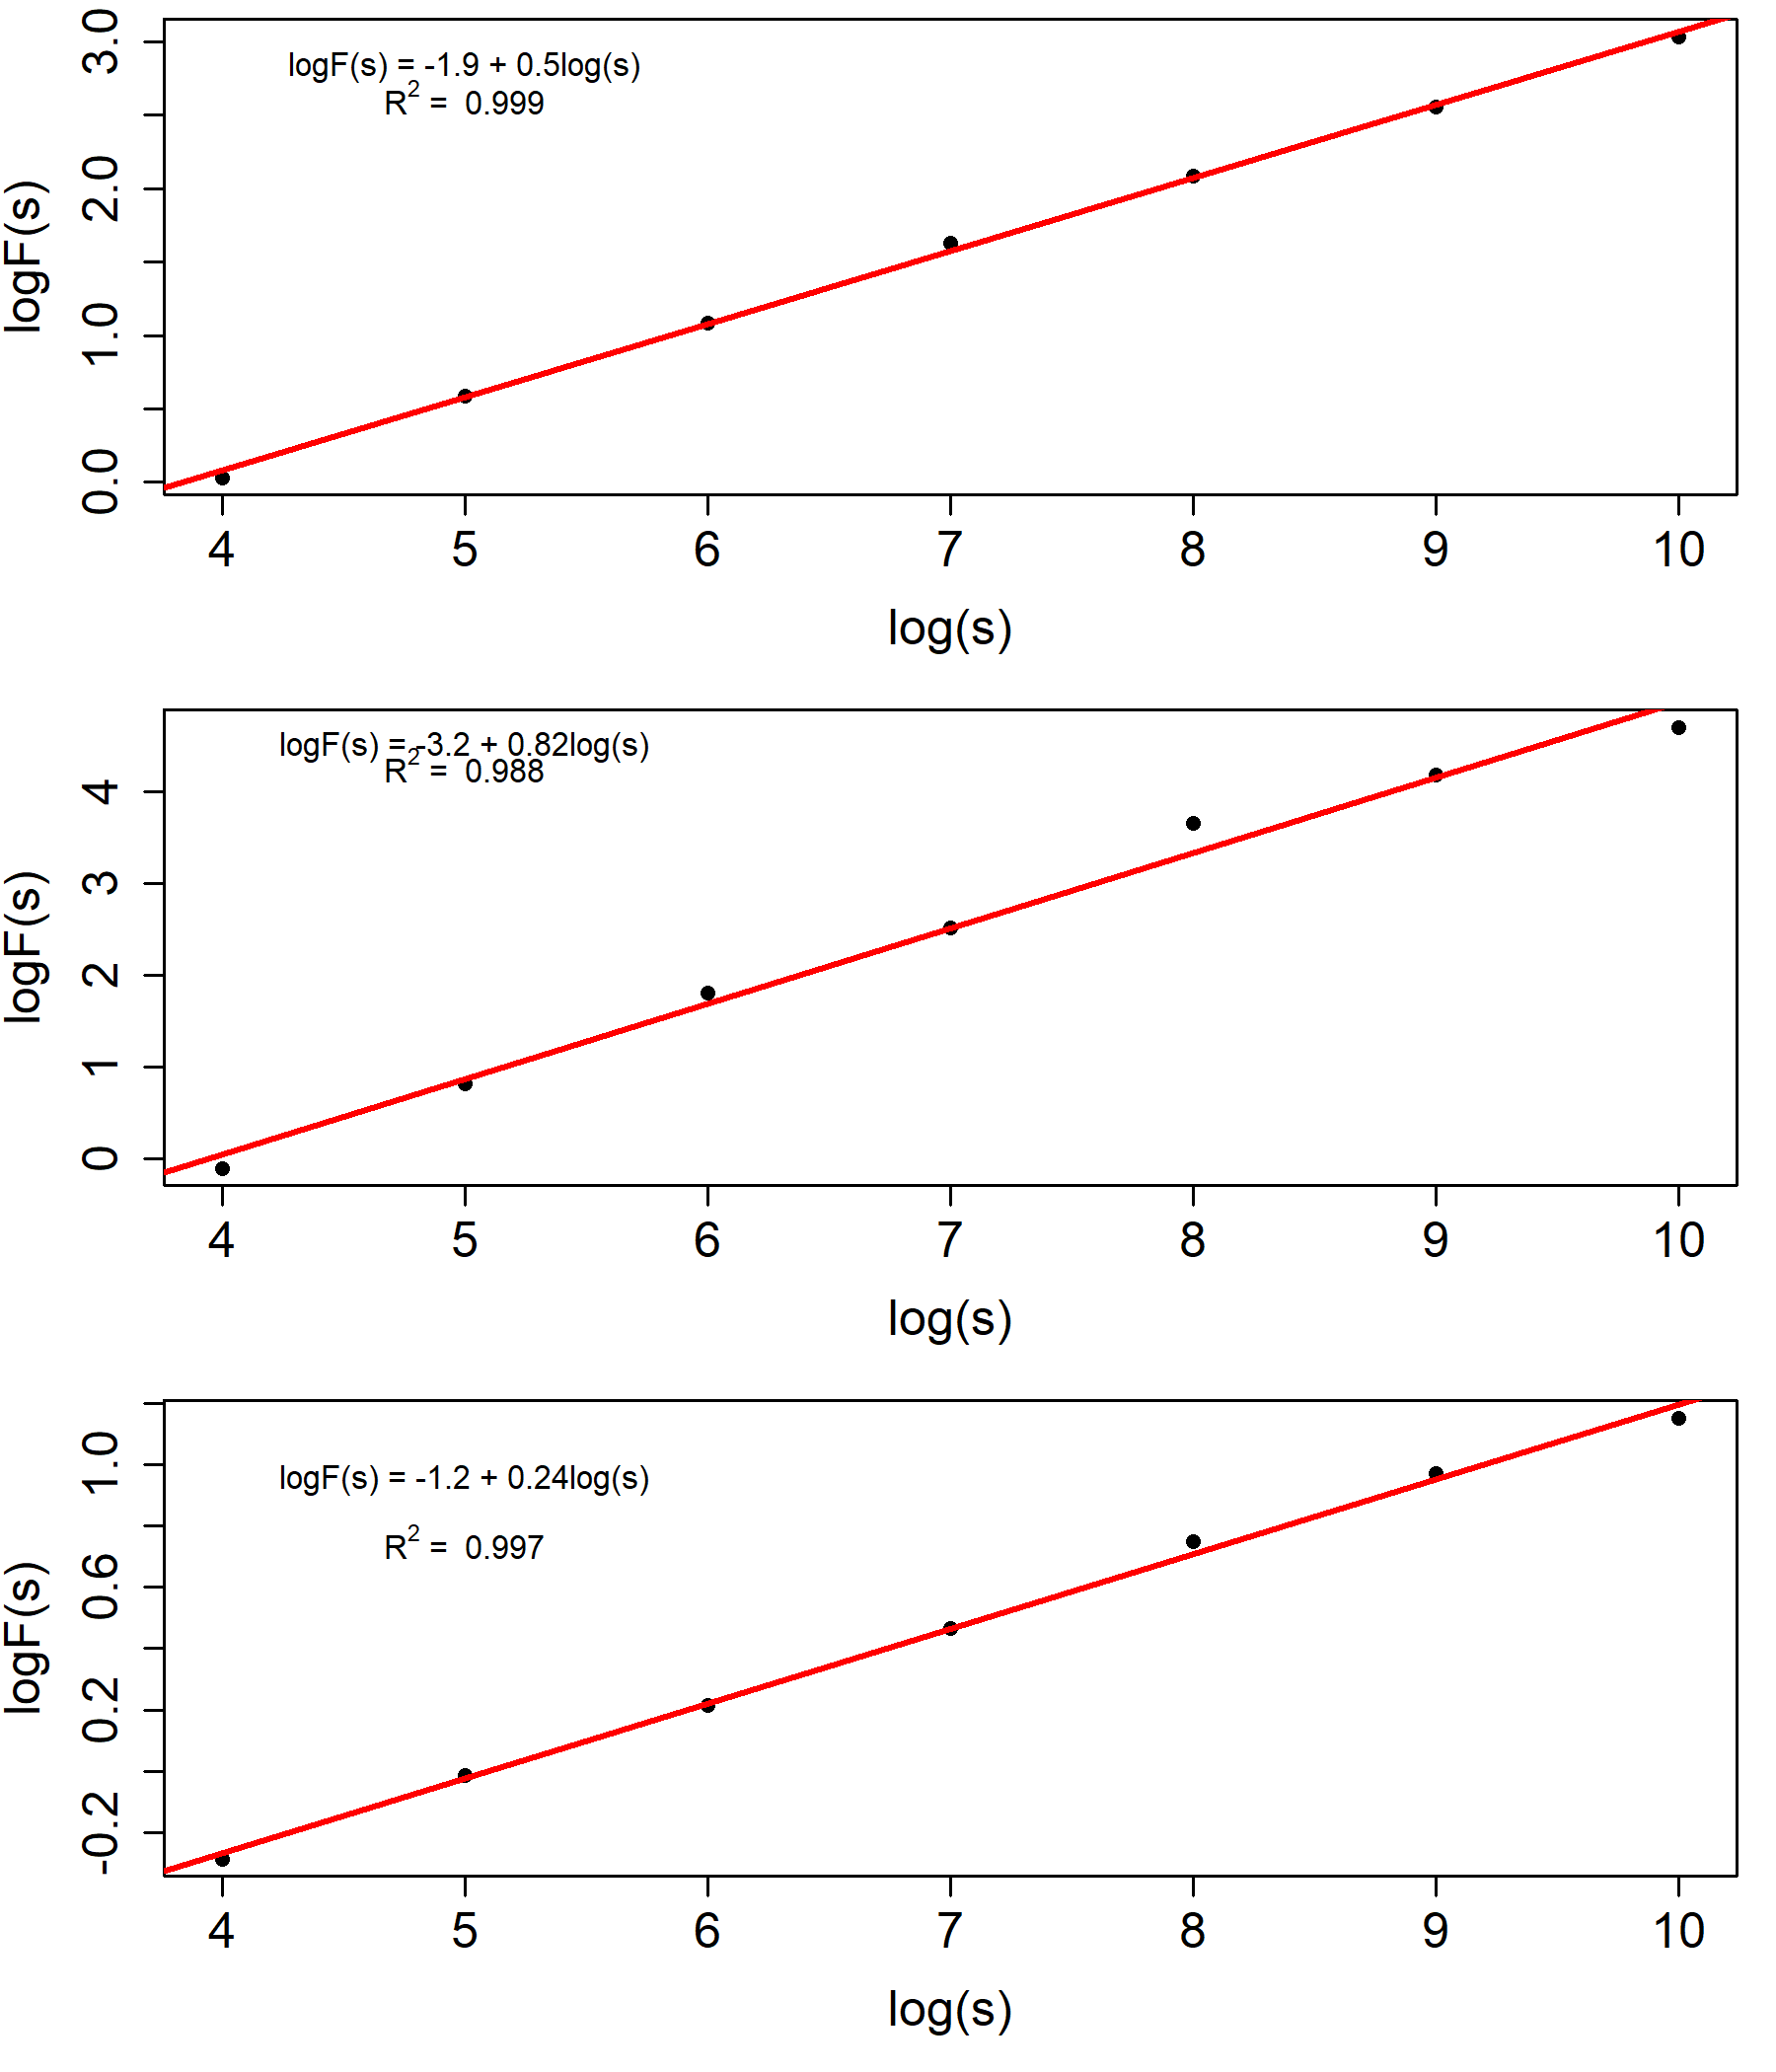 logF(s) = -1.9 + 0.5log(s)
R² = 0.999
logF(s)
3.0
2.0
1.0
0.0
4 5 6 7 8 9 10
log(s)
logF(s) = -3.2 + 0.82log(s)
R² = 0.988
logF(s)
4
3
2
1
0
4 5 6 7 8 9 10
log(s)
logF(s) = -1.2 + 0.24log(s)
R² = 0.997
logF(s)
1.0
0.6
0.2
-0.2
4 5 6 7 8 9 10
log(s)